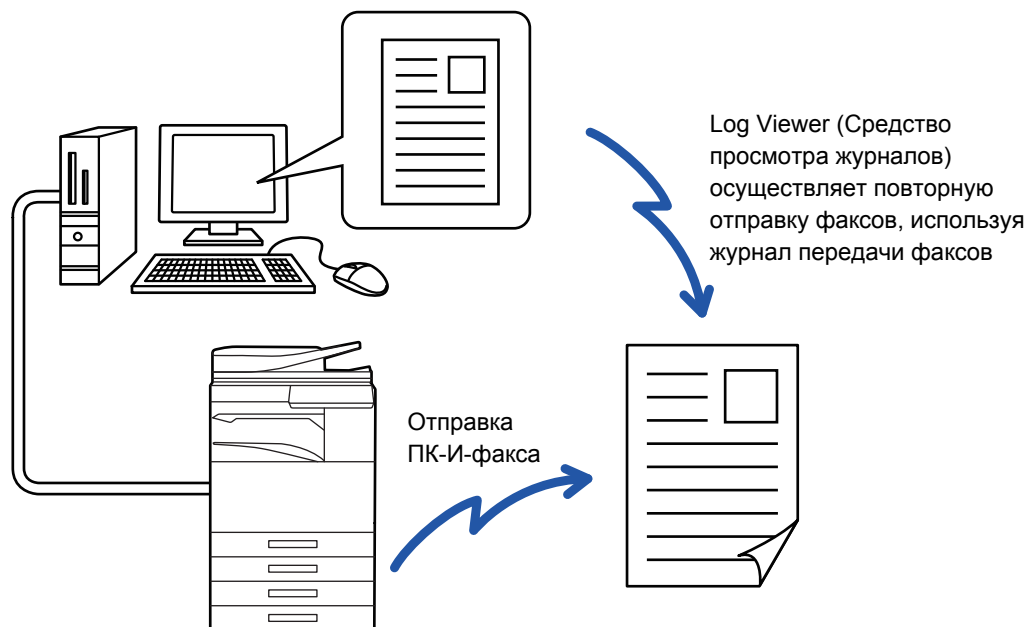 Log Viewer (Средство
просмотра журналов)
осуществляет повторную
отправку факсов, используя
журнал передачи факсов
Отправка
ПК-И-факса